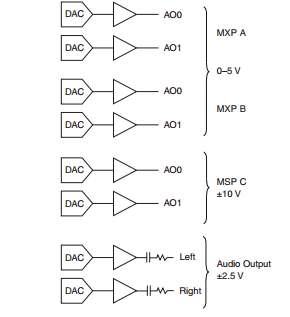 DAC AO0
MXP A
DAC AO1
0–5 V
DAC AO0
MXP B
DAC AO1
DAC AO0
MSP C
±10 V
DAC AO1
DAC Left
Audio Output
±2.5 V
DAC Right